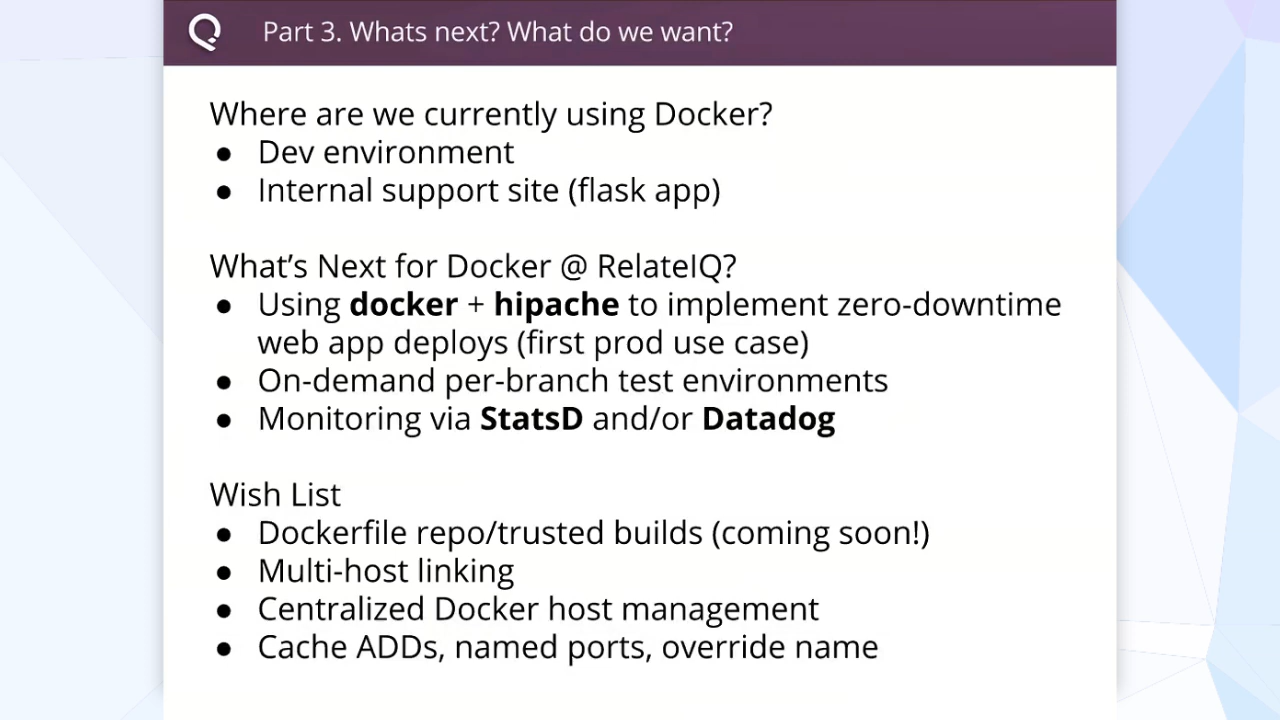 Part 3. Whats next? What do we want?
Where are we currently using Docker?
● Dev environment
● Internal support site (flask app)
What’s Next for Docker @ RelateIQ?
● Using docker + hipache to implement zero-downtime
web app deploys (first prod use case)
● On-demand per-branch test environments
● Monitoring via StatsD and/or Datadog
Wish List
● Dockerfile repo/trusted builds (coming soon!)
● Multi-host linking
● Centralized Docker host management
● Cache ADDs, named ports, override name